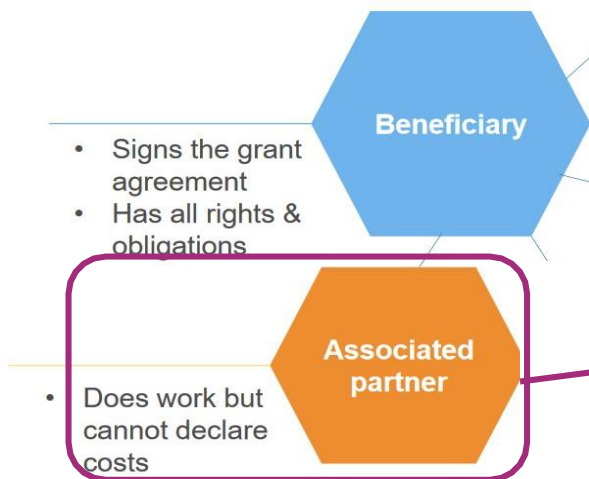 Beneficiary
• Signs the grant
agreement
• Has all rights &
obligations
Associated
partner
• Does work but
cannot declare
costs